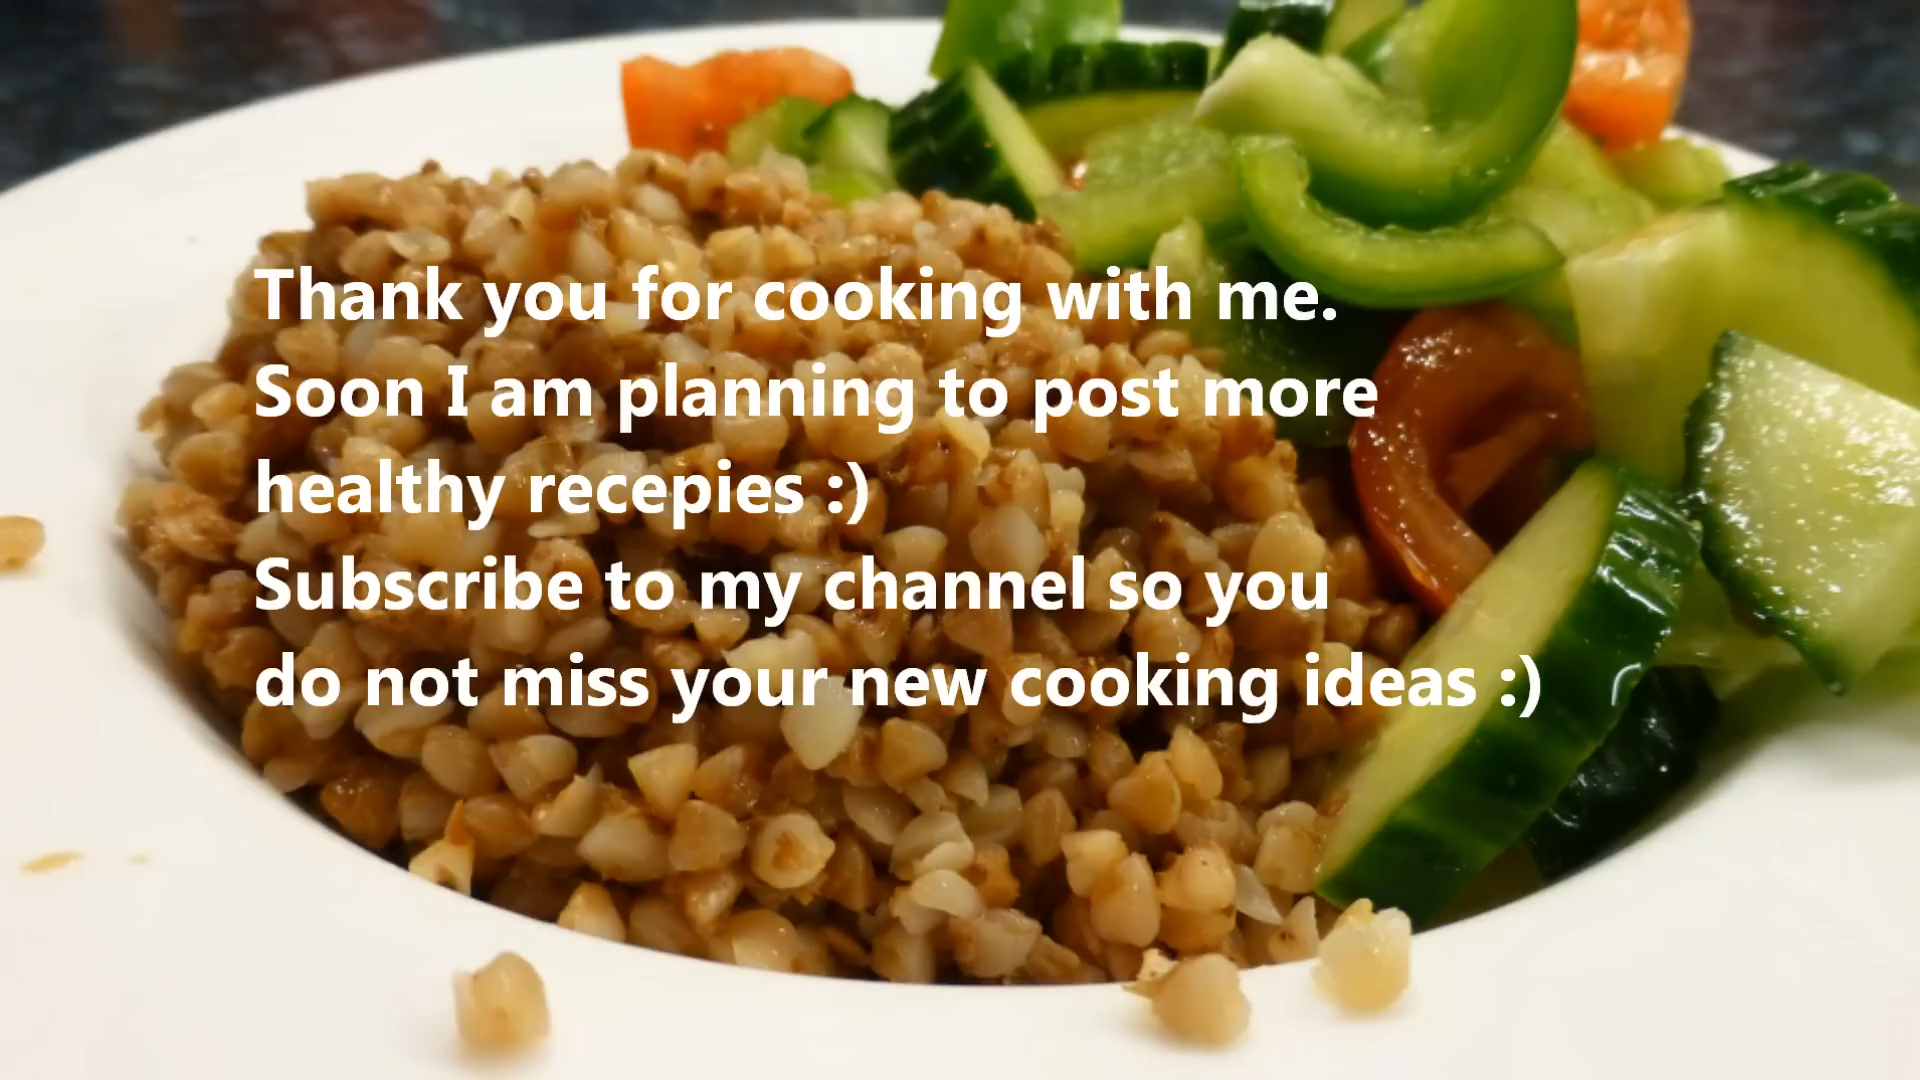 Thank you for cooking with me.
Soon I am planning to post more
healthy recepies :)
Subscribe to my channel so you
do not miss your new cooking ideas :)